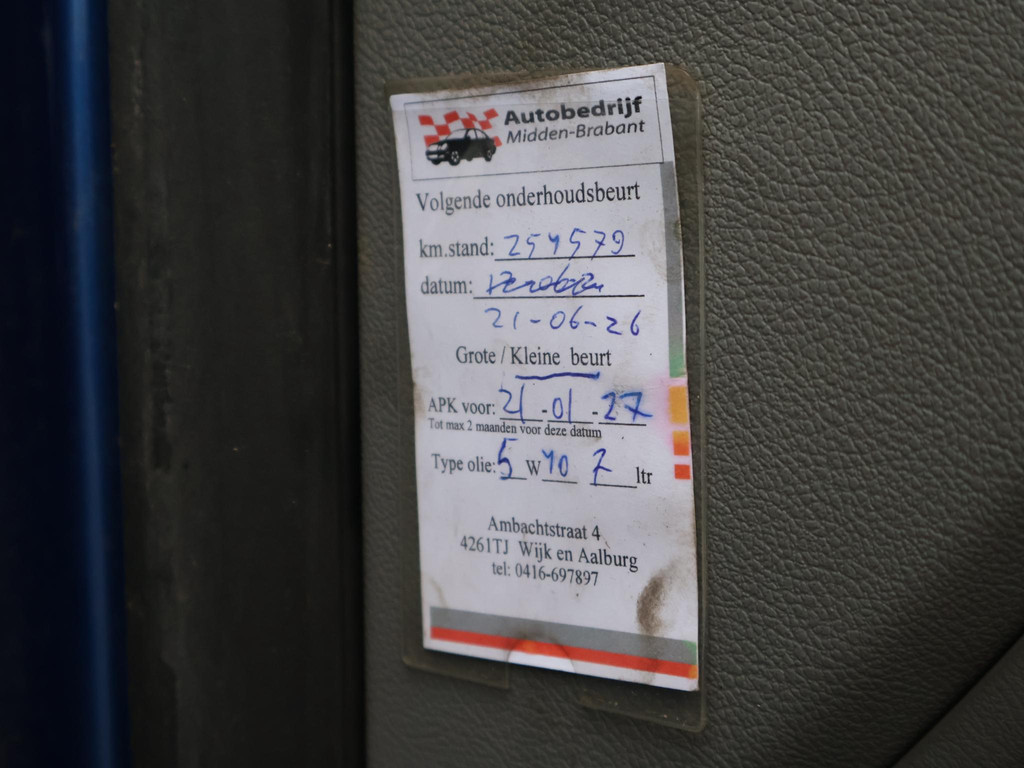 Autobedrijf
Midden-Brabant
Volgende onderhoudsbeurt
km.stand: 254579
datum:
21-06-26
Grote / Kleine beurt
APK voor: 21-01-27
Tot max 2 maanden voor deze datum
Type olie: 5 W 40 7 ltr
Ambachtstraat 4
4261TJ Wijk en Aalburg
tel: 0416-697897